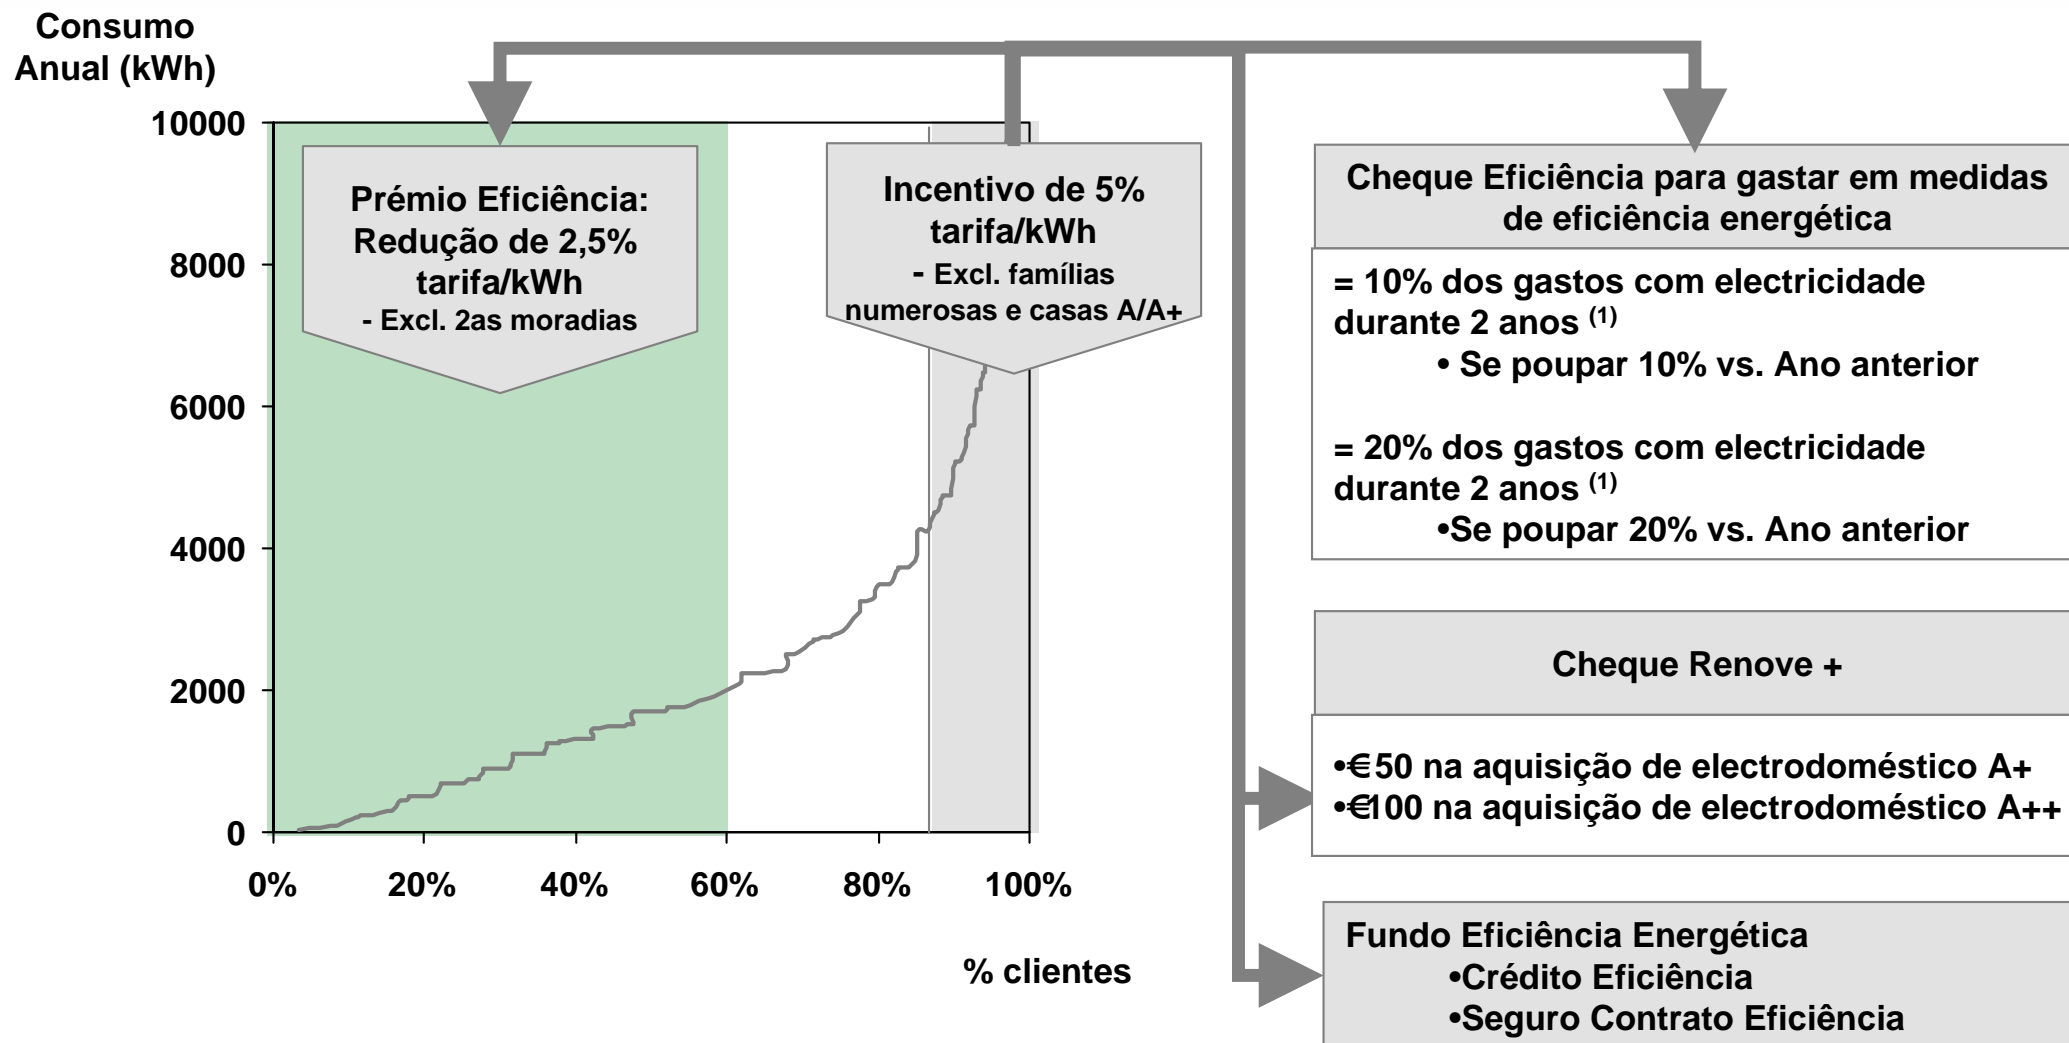 Consumo
Anual (kWh)
10000
8000
6000
4000
2000
0
0%
20%
40%
60%
80%
100%
% clientes
Prémio Eficiência:
Redução de 2,5%
tarifa/kWh
- Excl. 2as moradias
Incentivo de 5%
tarifa/kWh
- Excl. famílias
numerosas e casas A/A+
Cheque Eficiência para gastar em medidas
de eficiência energética
= 10% dos gastos com electricidade
durante 2 anos (1)
• Se poupar 10% vs. Ano anterior
= 20% dos gastos com electricidade
durante 2 anos (1)
•Se poupar 20% vs. Ano anterior
Cheque Renove +
•€50 na aquisição de electrodoméstico A+
•€100 na aquisição de electrodoméstico A++
Fundo Eficiência Energética
•Crédito Eficiência
•Seguro Contrato Eficiência